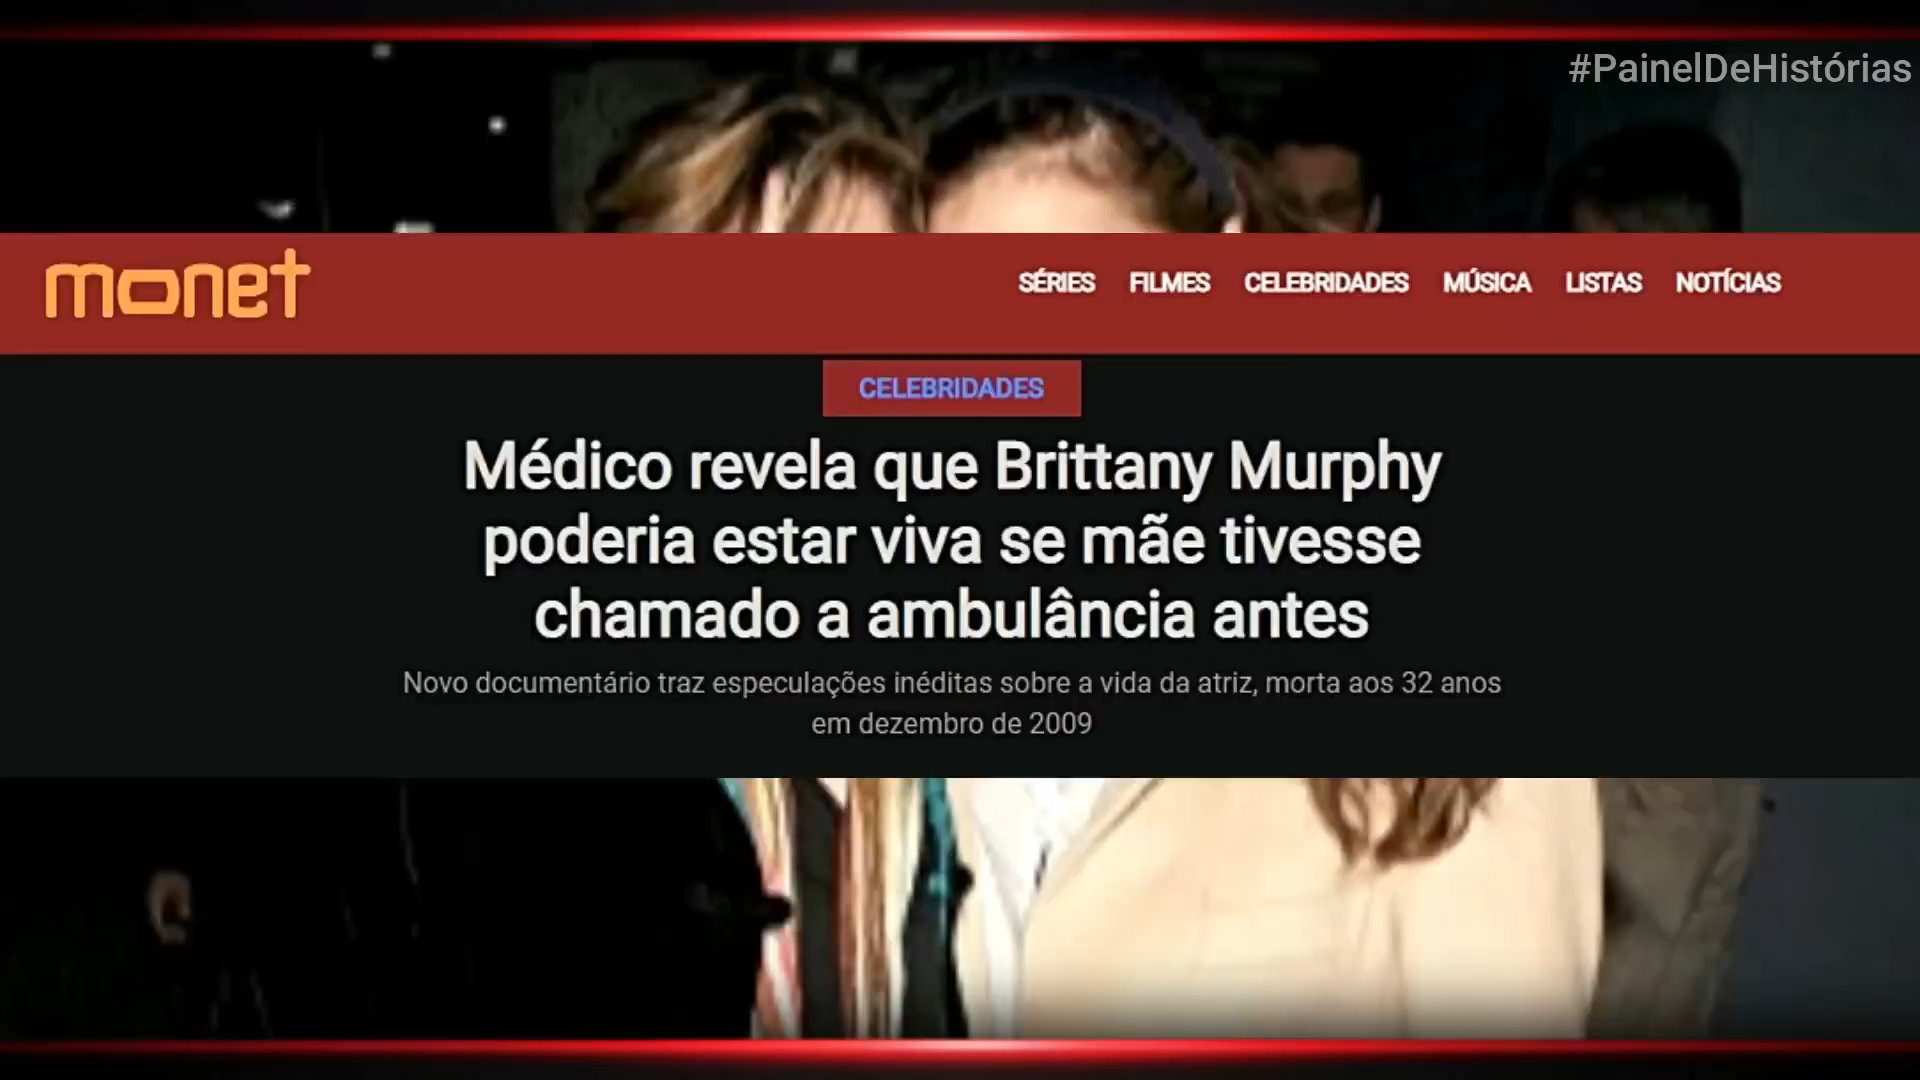 #PainelDeHistórias
monet
SÉRIES FILMES CELEBRIDADES MÚSICA LISTAS NOTÍCIAS
CELEBRIDADES
Médico revela que Brittany Murphy
poderia estar viva se mãe tivesse
chamado a ambulância antes
Novo documentário traz especulações inéditas sobre a vida da atriz, morta aos 32 anos
em dezembro de 2009